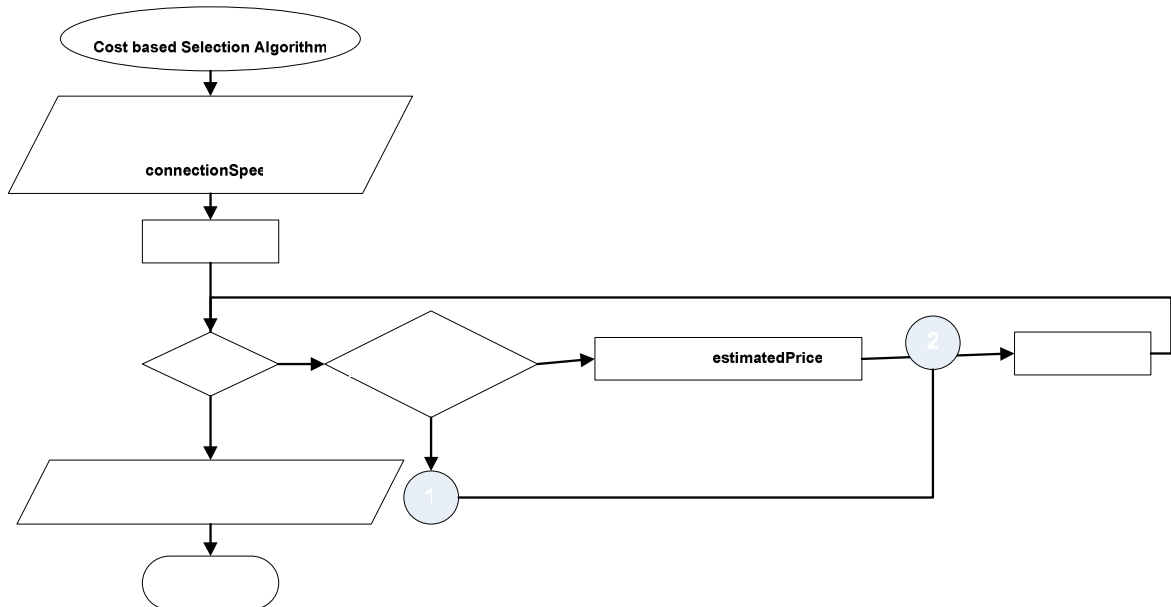 Cost based Selection Algorithm
connectionSpee
estimatedPrice
2
1